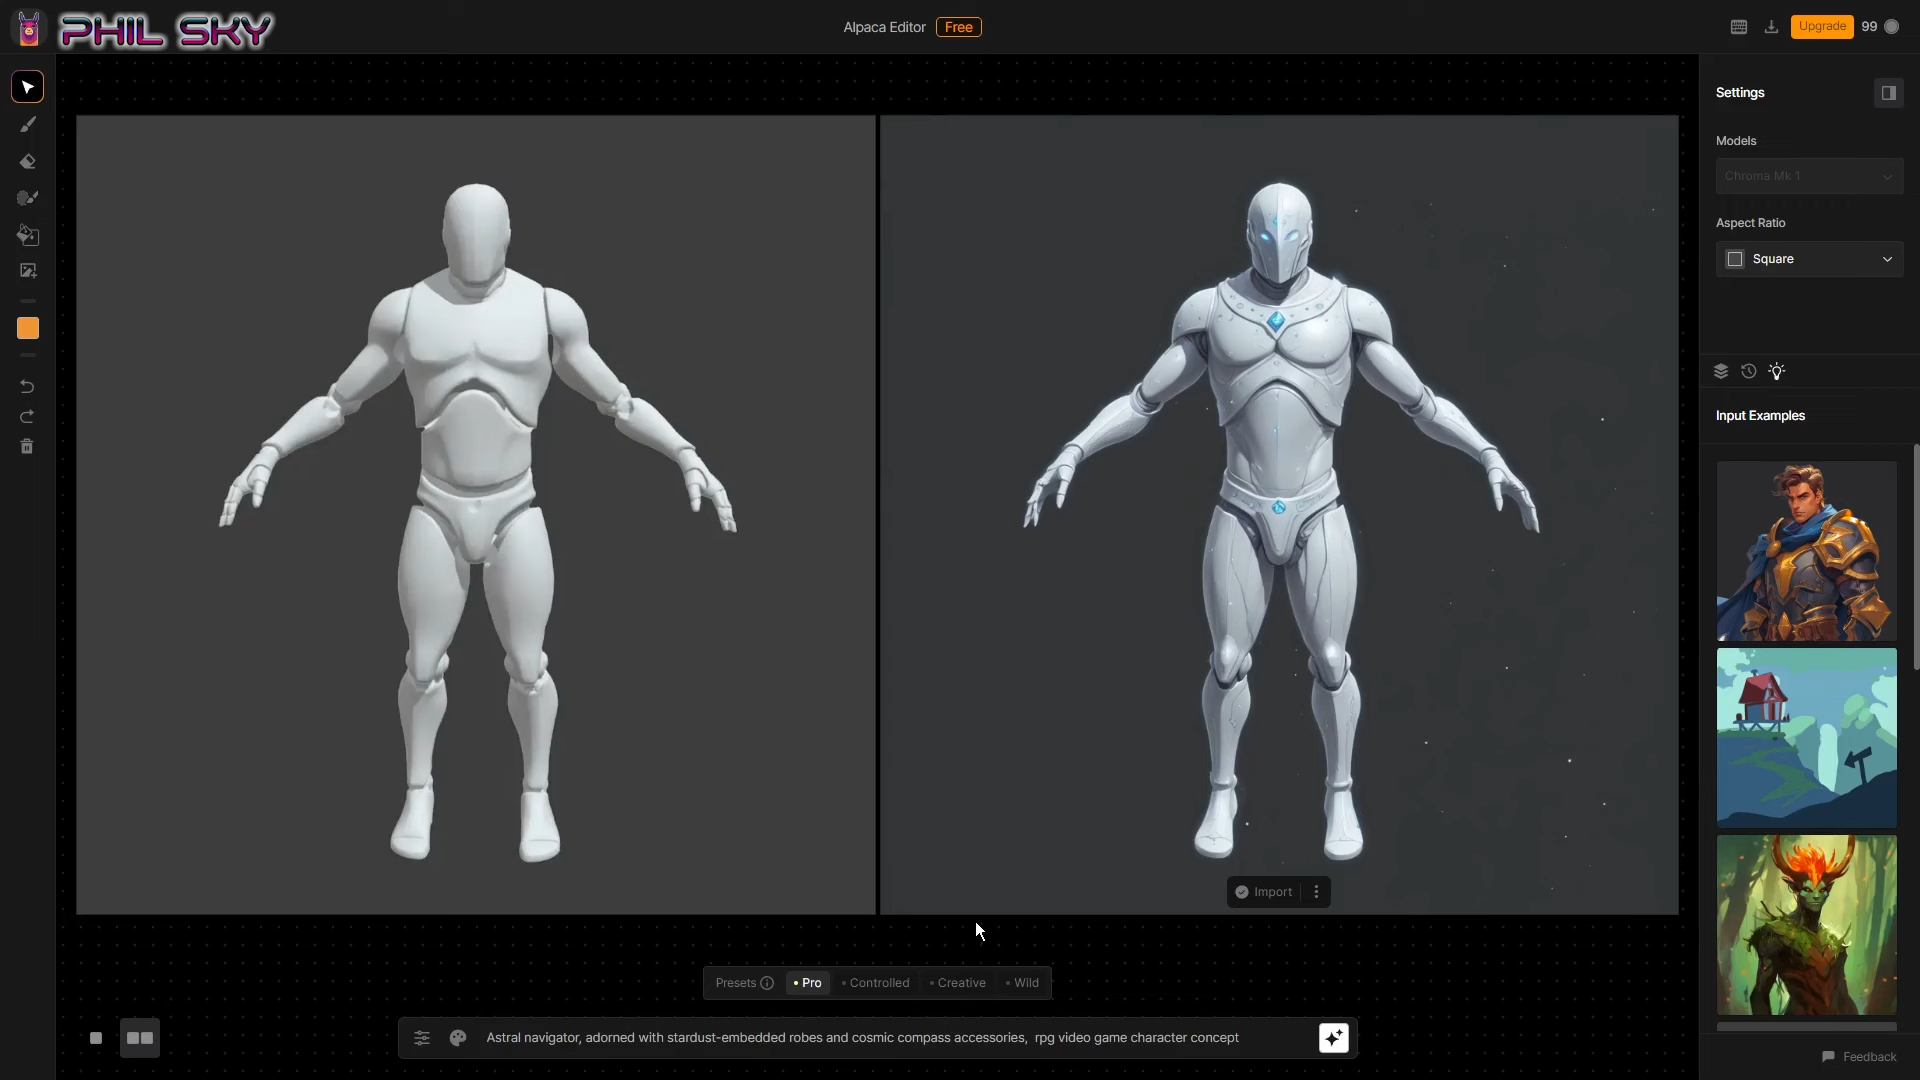 PHIL SKY
Alpaca Editor Free
Upgrade 99
Settings
Models
Chroma Mk 1
Aspect Ratio
Square
Input Examples
Import
Presets Pro Controlled Creative Wild
Astral navigator, adorned with stardust-embedded robes and cosmic compass accessories, rpg video game character concept
Feedback